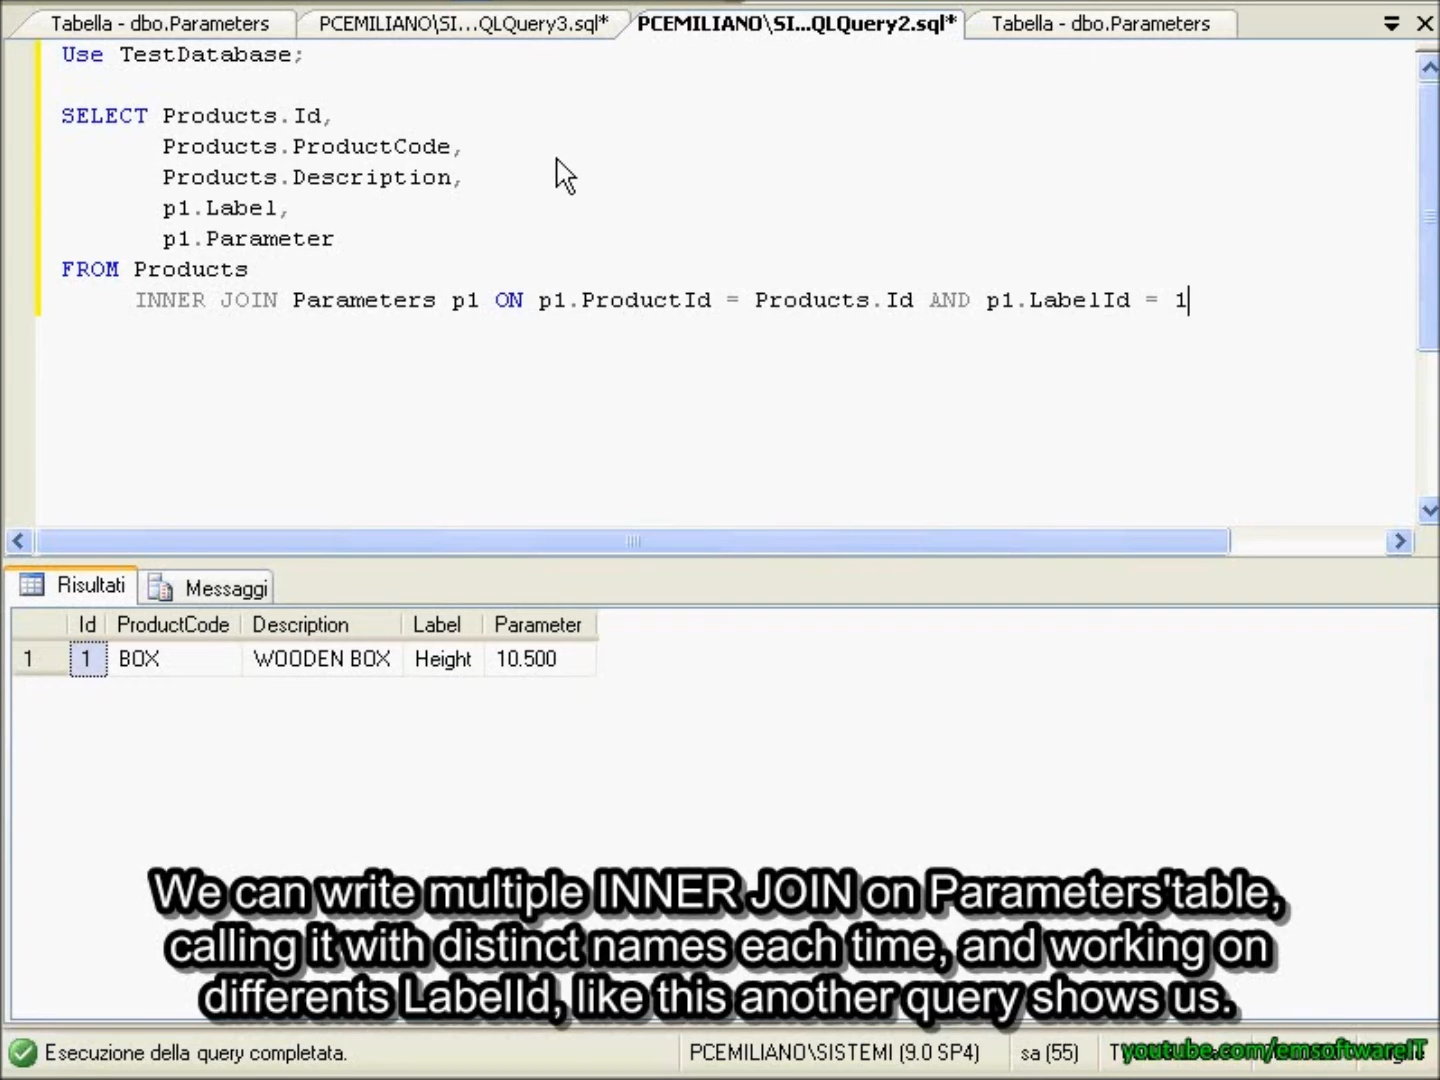 Tabella - dbo.Parameters
PCEMILIANO\SI...QLQuery3.sql*
PCEMILIANO\SI...QLQuery2.sql*
Tabella - dbo.Parameters
Use TestDatabase;
SELECT Products.Id,
Products.ProductCode,
Products.Description,
p1.Label,
p1.Parameter
FROM Products
INNER JOIN Parameters p1 ON p1.ProductId = Products.Id AND p1.LabelId = 1
Risultati
Messaggi
Id ProductCode Description Label Parameter
1 1 BOX WOODEN BOX Height 10.500
We can write multiple INNER JOIN on Parameters'table,
calling it with distinct names each time, and working on
differents LabelId, like this another query shows us.
Esecuzione della query completata.
PCEMILIANO\SISTEMI (9.0 SP4)
sa (55)
youtube.com/emsoftwareIT